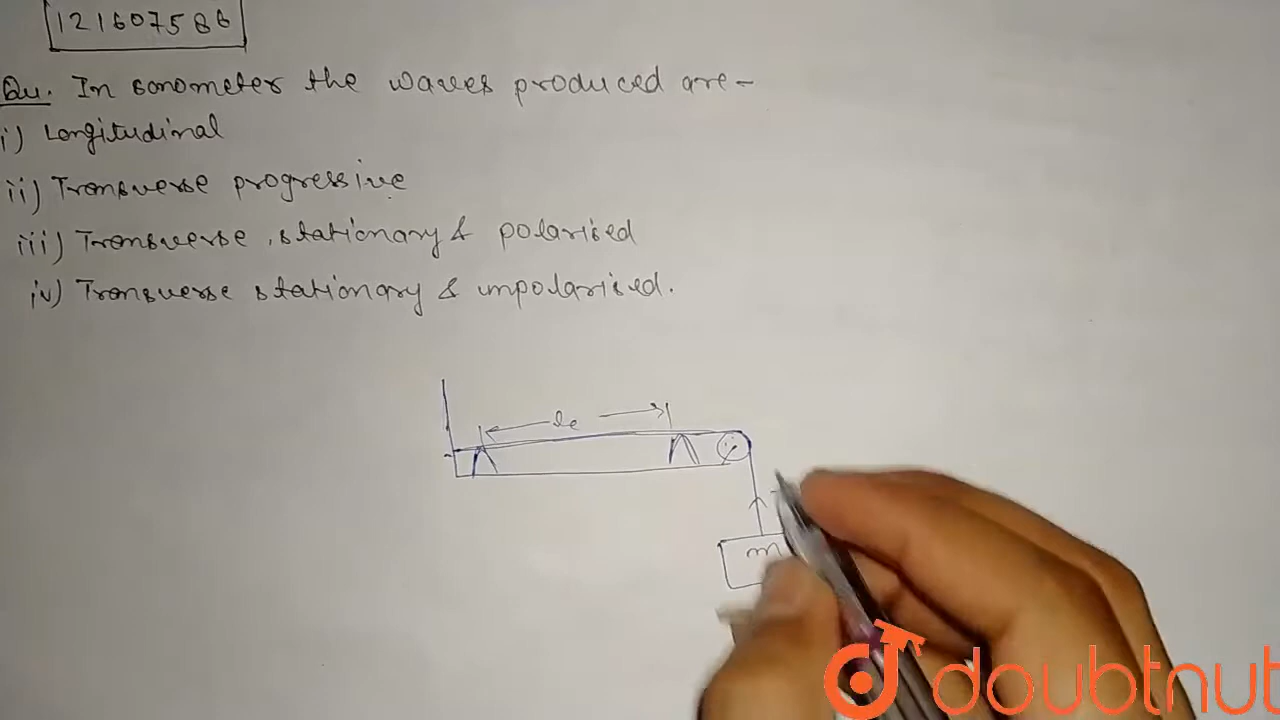 121607586
Qu. In sonometer the waves produced are-
i) Longitudinal
ii) Transverse progressive
iii) Transverse, stationary & polarised
iv) Transverse stationary & unpolarised.
m
doubtnut